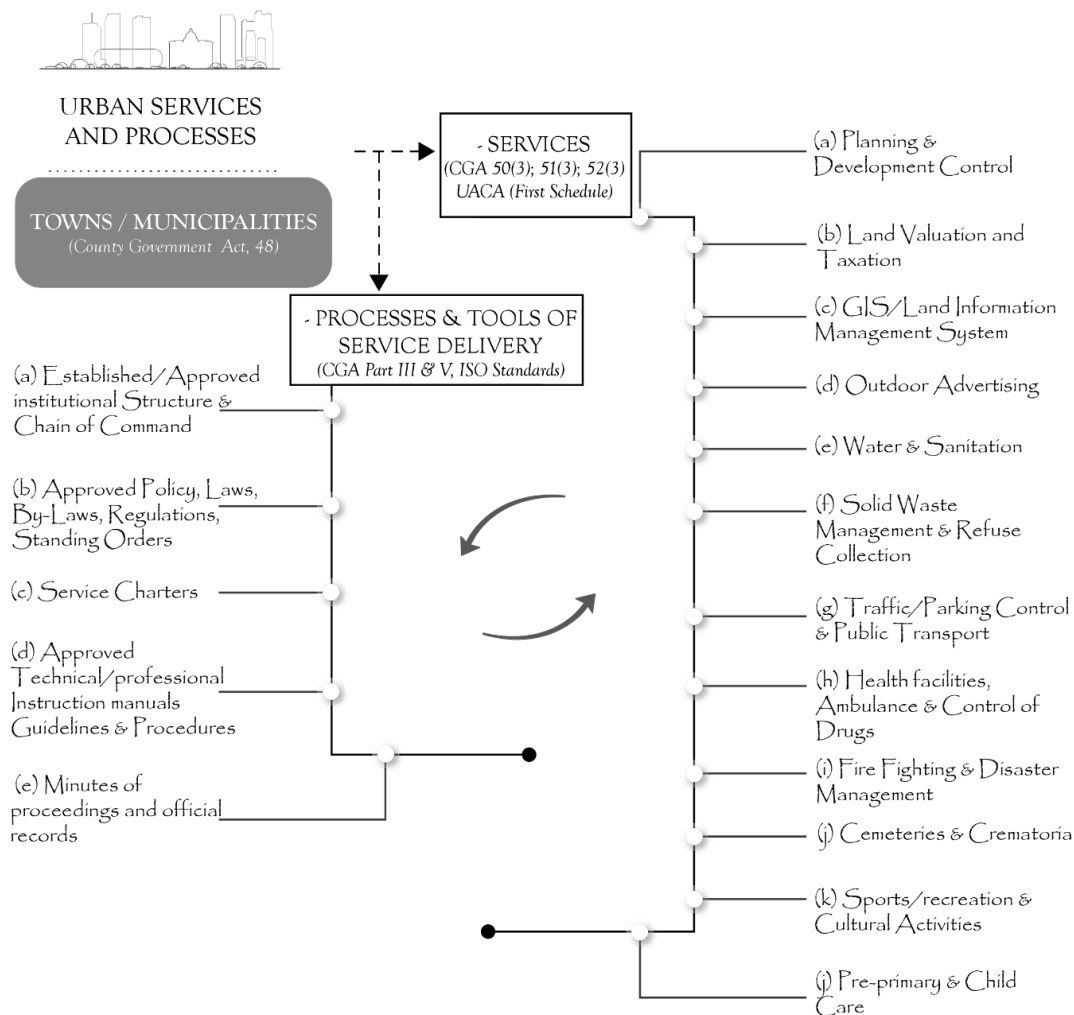 URBAN SERVICES
AND PROCESSES
TOWNS / MUNICIPALITIES
(County Government Act, 48)
- SERVICES
(CGA 50(3); 51(3); 52(3)
UACA (First Schedule)
- PROCESSES & TOOLS OF
SERVICE DELIVERY
(CGA Part III & V, ISO Standards)
(a) Established/Approved
institutional Structure &
Chain of Command
(b) Approved Policy, Laws,
By-Laws, Regulations,
Standing Orders
(c) Service Charters
(d) Approved
Technical/professional
Instruction manuals
Guidelines & Procedures
(e) Minutes of
proceedings and official
records
(a) Planning &
Development Control
(b) Land Valuation and
Taxation
(c) GIS/Land Information
Management System
(d) Outdoor Advertising
(e) Water & Sanitation
(f) Solid Waste
Management & Refuse
Collection
(g) Traffic/Parking Control
& Public Transport
(h) Health facilities,
Ambulance & Control of
Drugs
(i) Fire Fighting & Disaster
Management
(j) Cemeteries & Crematoria
(k) Sports/recreation &
Cultural Activities
(j) Pre-primary & Child
Care